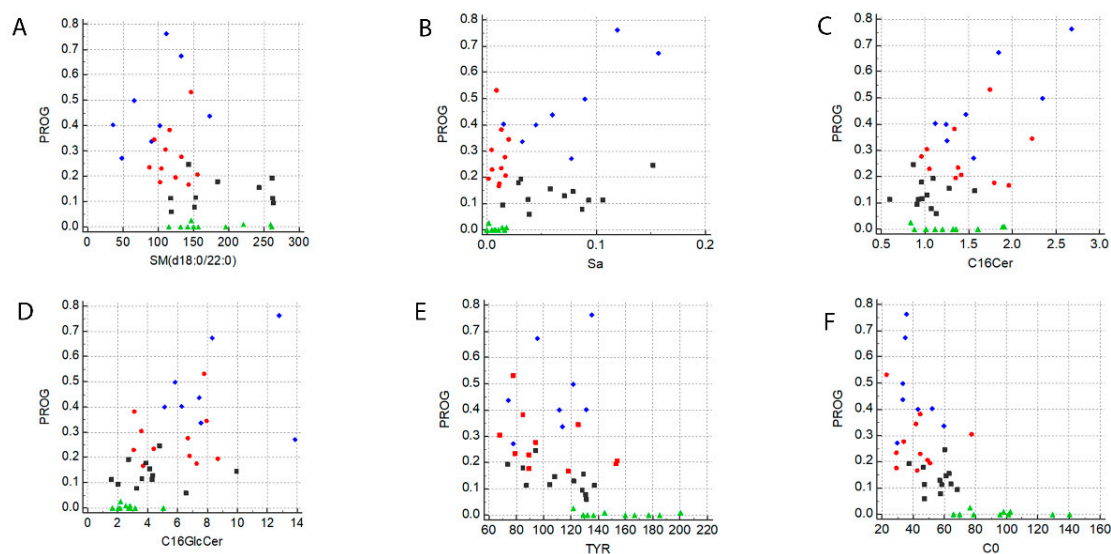 A
0.8
0.7
0.6
0.5
0.4
0.3
0.2
0.1
0.0
PROG
0 50 100 150 200 250 300
SM(d18:0/22:0)
B
0.8
0.7
0.6
0.5
0.4
0.3
0.2
0.1
0.0
PROG
0.0 0.1 0.2
Sa
C
0.8
0.7
0.6
0.5
0.4
0.3
0.2
0.1
0.0
PROG
0.5 1.0 1.5 2.0 2.5 3.0
C16Cer
D
0.8
0.7
0.6
0.5
0.4
0.3
0.2
0.1
0.0
PROG
0 2 4 6 8 10 12 14
C16GlcCer
E
0.8
0.7
0.6
0.5
0.4
0.3
0.2
0.1
0.0
PROG
60 80 100 120 140 160 180 200 220
TYR
F
0.8
0.7
0.6
0.5
0.4
0.3
0.2
0.1
0.0
PROG
20 40 60 80 100 120 140 160
C0